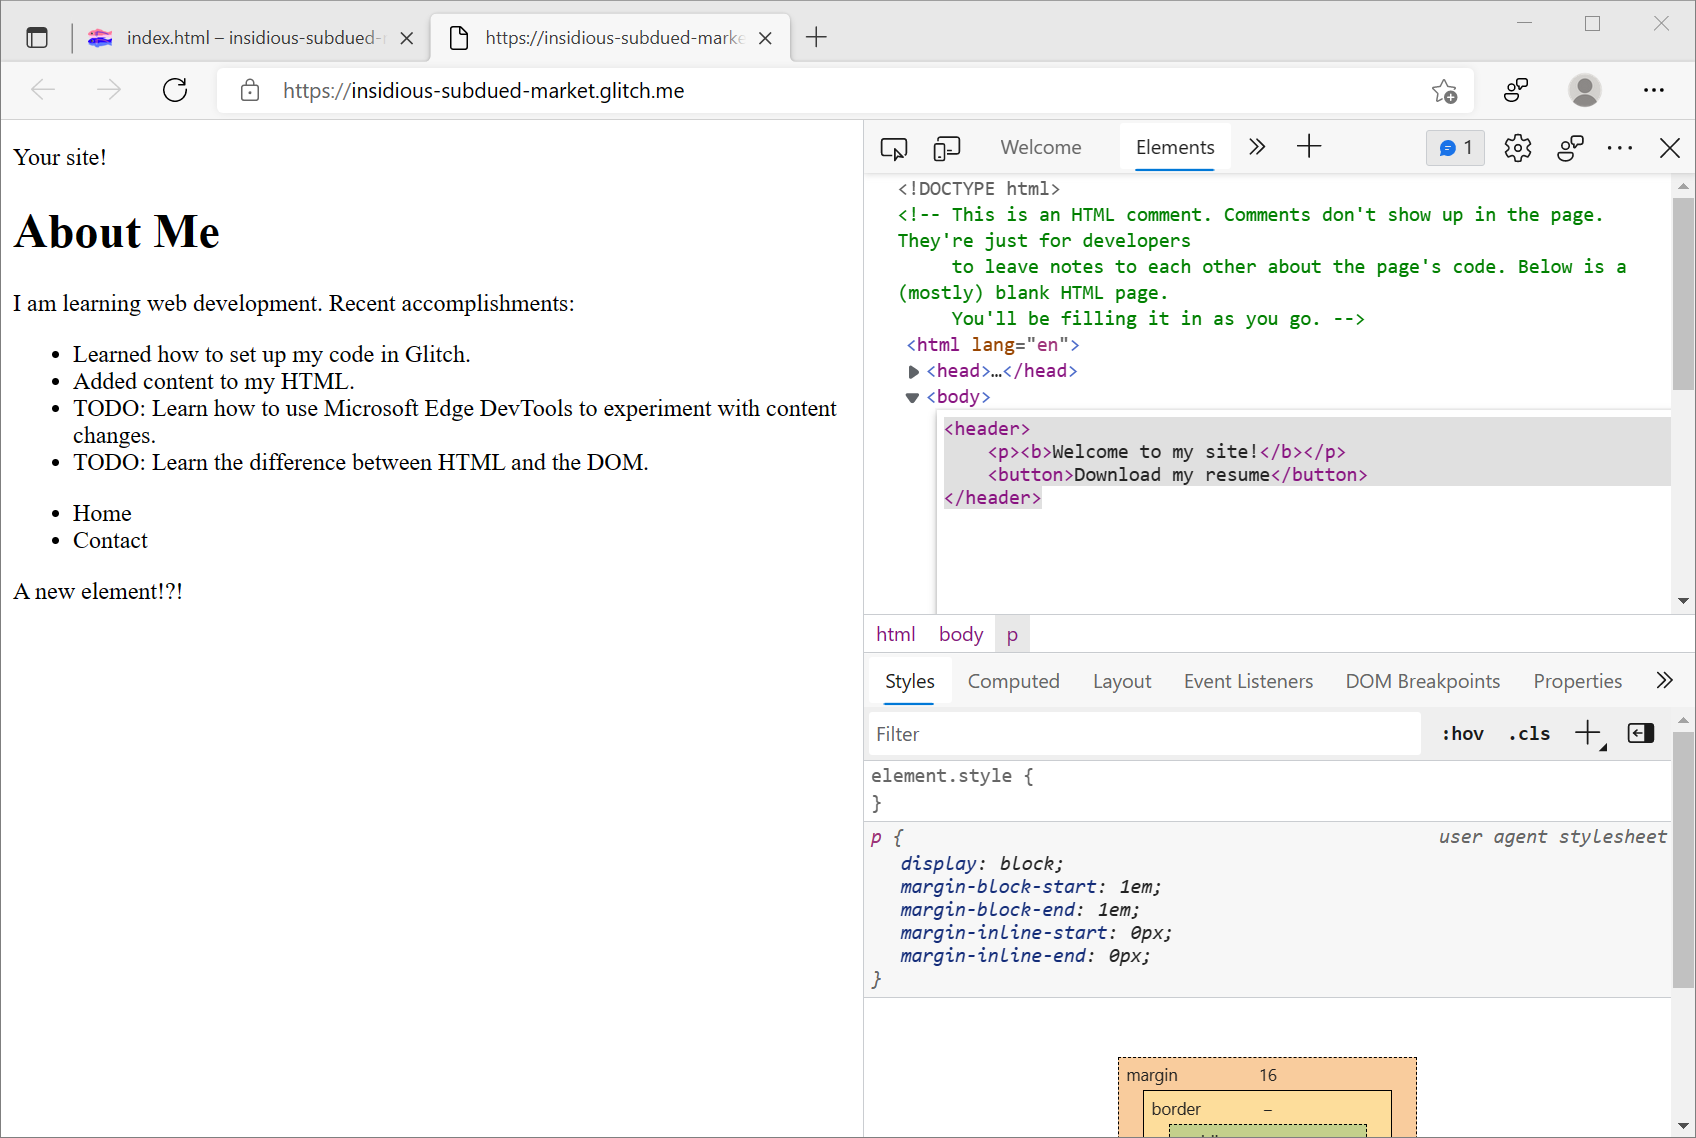 index.html – insidious-subdued-
https://insidious-subdued-marke
https://insidious-subdued-market.glitch.me
Your site!
About Me
I am learning web development. Recent accomplishments:
• Learned how to set up my code in Glitch.
• Added content to my HTML.
• TODO: Learn how to use Microsoft Edge DevTools to experiment with content
changes.
• TODO: Learn the difference between HTML and the DOM.
• Home
• Contact
A new element!?!
Welcome
Elements
1
<!DOCTYPE html>
<!-- This is an HTML comment. Comments don't show up in the page.
They're just for developers
to leave notes to each other about the page's code. Below is a
(mostly) blank HTML page.
You'll be filling it in as you go. -->
<html lang="en">
<head>…</head>
<body>
<header>
<p><b>Welcome to my site!</b></p>
<button>Download my resume</button>
</header>
html body p
Styles Computed Layout Event Listeners DOM Breakpoints Properties
Filter :hov .cls
element.style {
}
p { user agent stylesheet
display: block;
margin-block-start: 1em;
margin-block-end: 1em;
margin-inline-start: 0px;
margin-inline-end: 0px;
}
margin 16
border –